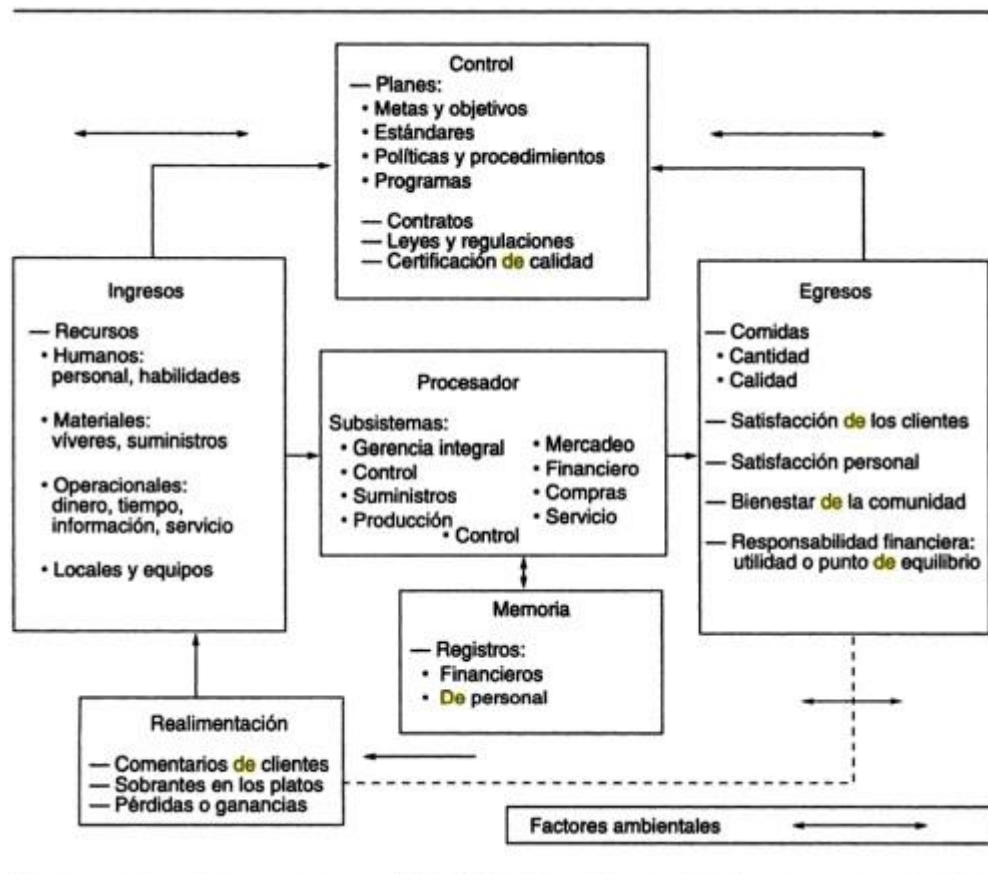 Control
— Planes:
• Metas y objetivos
• Estándares
• Políticas y procedimientos
• Programas
— Contratos
— Leyes y regulaciones
— Certificación de calidad
Ingresos
— Recursos
• Humanos:
personal, habilidades
• Materiales:
víveres, suministros
• Operacionales:
dinero, tiempo,
información, servicio
• Locales y equipos
Procesador
Subsistemas:
• Gerencia integral
• Control
• Suministros
• Producción
• Mercadeo
• Financiero
• Compras
• Servicio
• Control
Egresos
— Comidas
• Cantidad
• Calidad
— Satisfacción de los clientes
— Satisfacción personal
— Bienestar de la comunidad
— Responsabilidad financiera:
utilidad o punto de equilibrio
Memoria
— Registros:
• Financieros
• De personal
Realimentación
— Comentarios de clientes
— Sobrantes en los platos
— Pérdidas o ganancias
Factores ambientales